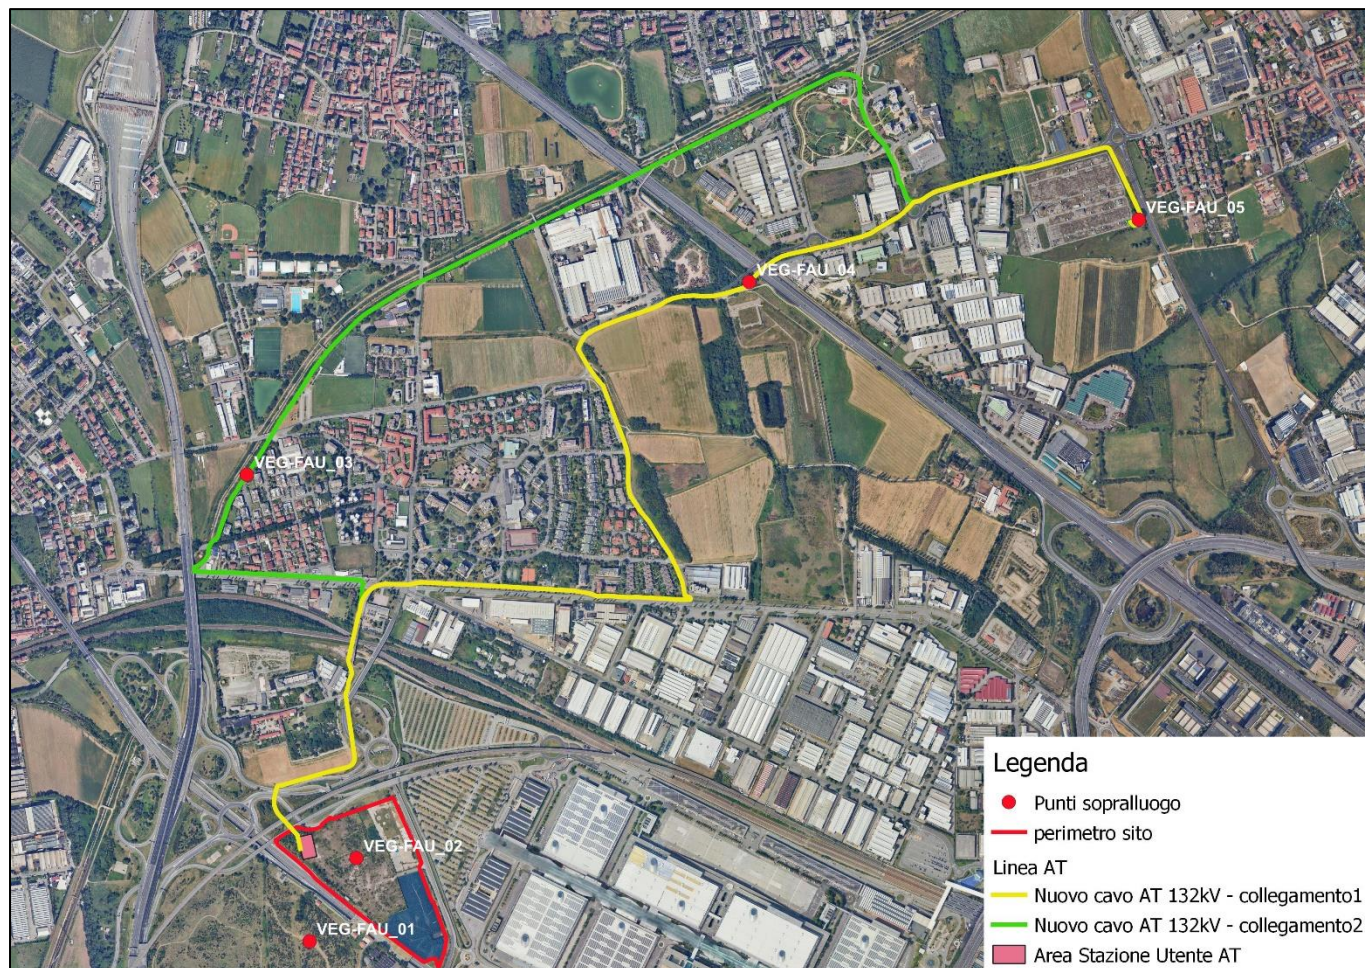 VEG-FAU_05
VEG-FAU_04
VEG-FAU_03
VEG-FAU_02
VEG-FAU_01
Legenda
Punti sopralluogo
perimetro sito
Linea AT
Nuovo cavo AT 132kV - collegamento1
Nuovo cavo AT 132kV - collegamento2
Area Stazione Utente AT